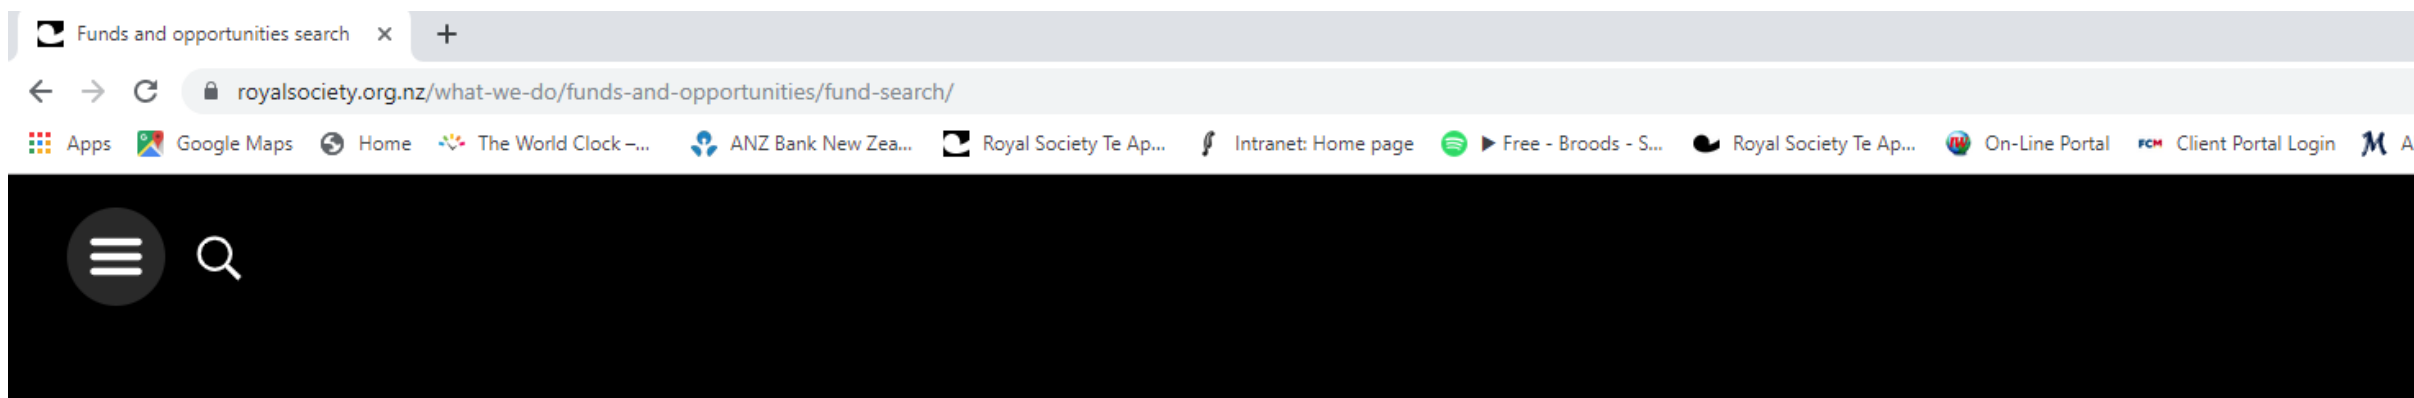 Funds and opportunities search
royalsociety.org.nz/what-we-do/funds-and-opportunities/fund-search/
Apps Google Maps Home The World Clock –... ANZ Bank New Zea... Royal Society Te Ap... Intranet: Home page ▶ Free - Broods - S... Royal Society Te Ap... On-Line Portal FCM Client Portal Login M A